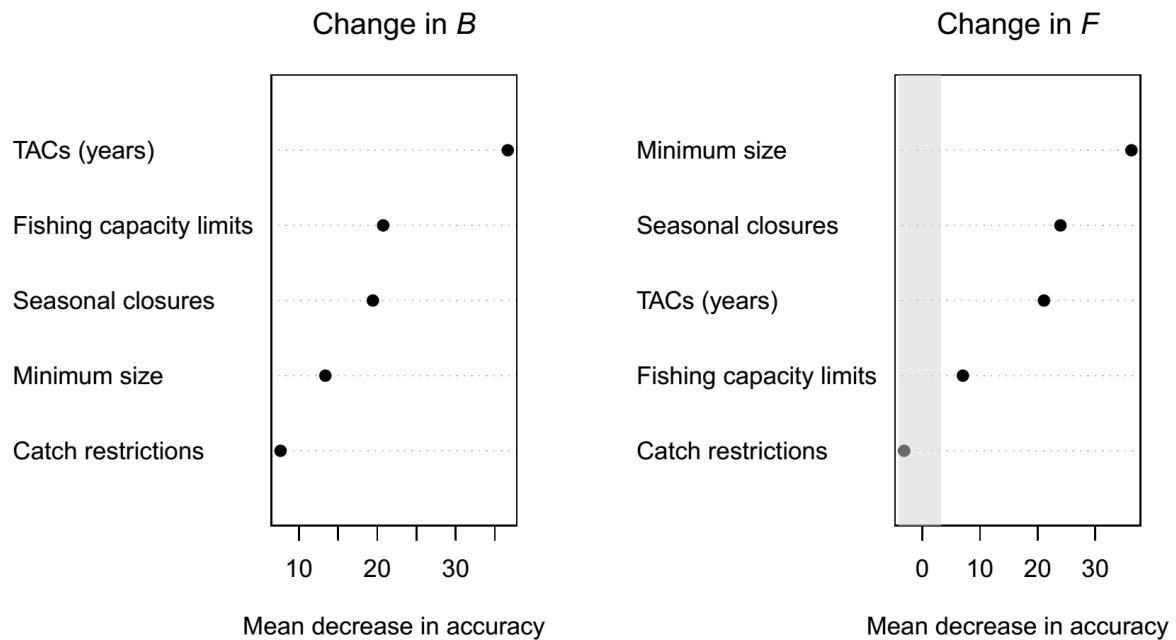 Change in B
TACs (years)
Fishing capacity limits
Seasonal closures
Minimum size
Catch restrictions
10 20 30
Mean decrease in accuracy
Change in F
Minimum size
Seasonal closures
TACs (years)
Fishing capacity limits
Catch restrictions
0 10 20 30
Mean decrease in accuracy